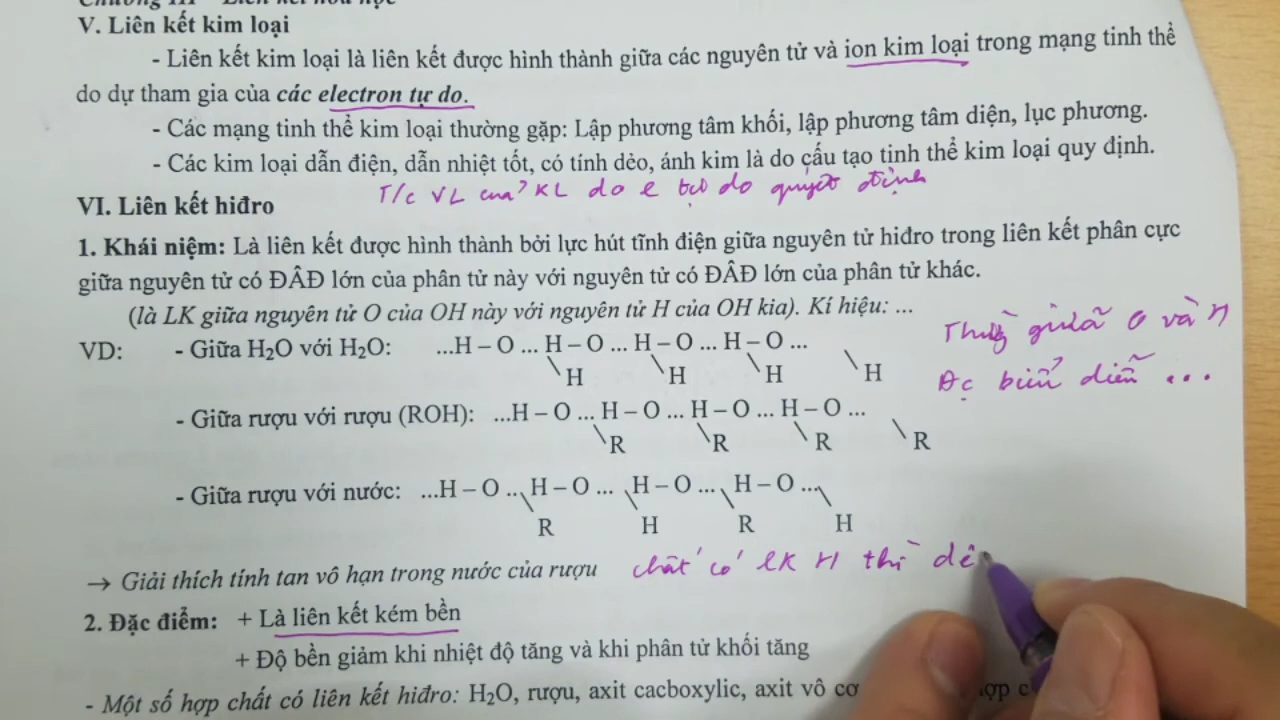 Chương III – Liên kết hóa học
V. Liên kết kim loại
- Liên kết kim loại là liên kết được hình thành giữa các nguyên tử và ion kim loại trong mạng tinh thể
do dự tham gia của các electron tự do.
- Các mạng tinh thể kim loại thường gặp: Lập phương tâm khối, lập phương tâm diện, lục phương.
- Các kim loại dẫn điện, dẫn nhiệt tốt, có tính dẻo, ánh kim là do cấu tạo tinh thể kim loại quy định.
T/c VL của KL do e tự do quyết định
VI. Liên kết hiđro
1. Khái niệm: Là liên kết được hình thành bởi lực hút tĩnh điện giữa nguyên tử hiđro trong liên kết phân cực
giữa nguyên tử có ĐÂĐ lớn của phân tử này với nguyên tử có ĐÂĐ lớn của phân tử khác.
(là LK giữa nguyên tử O của OH này với nguyên tử H của OH kia). Kí hiệu: ...
Thường giữa O và H
VD: - Giữa H₂O với H₂O: ...H – O ... H – O ... H – O ... H – O ...
\H \H \H \H
Đc biểu diễn ...
- Giữa rượu với rượu (ROH): ...H – O ... H – O ... H – O ... H – O ...
\R \R \R \R
- Giữa rượu với nước: ...H – O ... H – O ... H – O ... H – O ...
\R \H \R \H
→ Giải thích tính tan vô hạn trong nước của rượu chất có LK H thì dễ
2. Đặc điểm: + Là liên kết kém bền
+ Độ bền giảm khi nhiệt độ tăng và khi phân tử khối tăng
- Một số hợp chất có liên kết hiđro: H₂O, rượu, axit cacboxylic, axit vô cơ